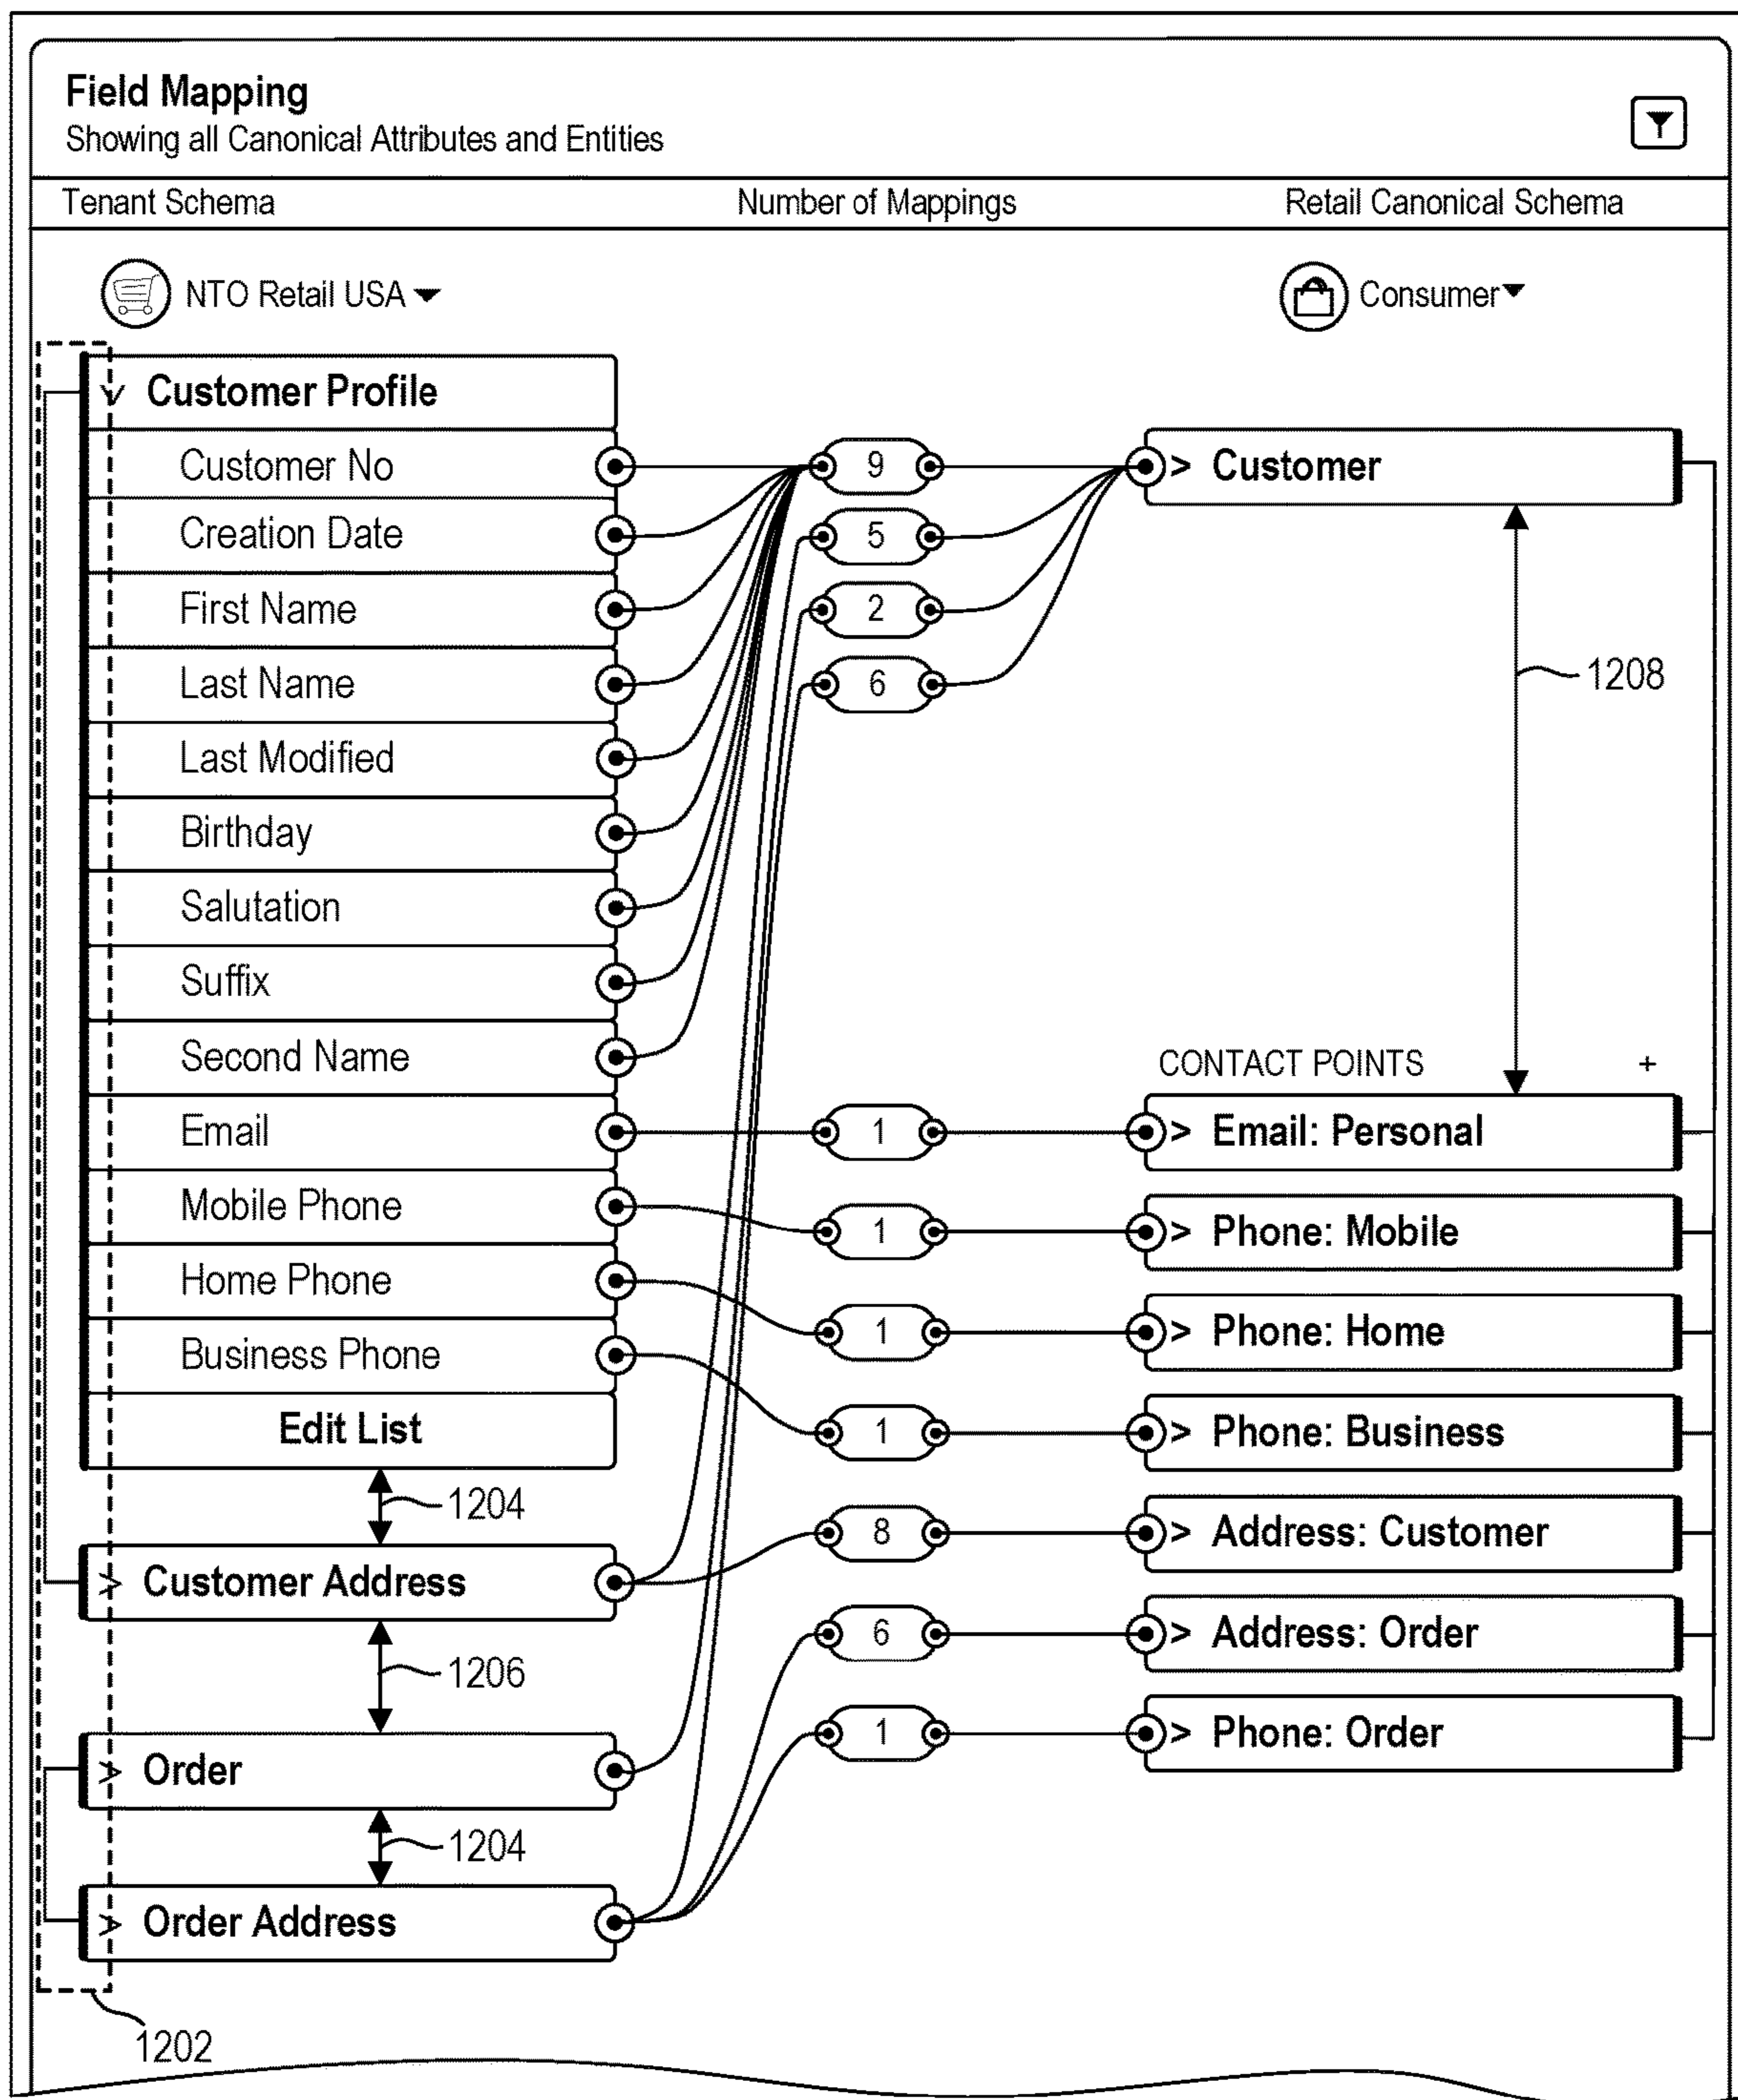 Field Mapping
Showing all Canonical Attributes and Entities
Tenant Schema
Number of Mappings
Retail Canonical Schema
NTO Retail USA
Consumer
Customer Profile
Customer No
9
> Customer
Creation Date
5
First Name
2
Last Name
6
1208
Last Modified
Birthday
Salutation
Suffix
Second Name
CONTACT POINTS +
Email
1
> Email: Personal
Mobile Phone
1
> Phone: Mobile
Home Phone
1
> Phone: Home
Business Phone
1
> Phone: Business
Edit List
1204
8
> Address: Customer
> Customer Address
6
> Address: Order
1206
1
> Phone: Order
> Order
1204
> Order Address
1202